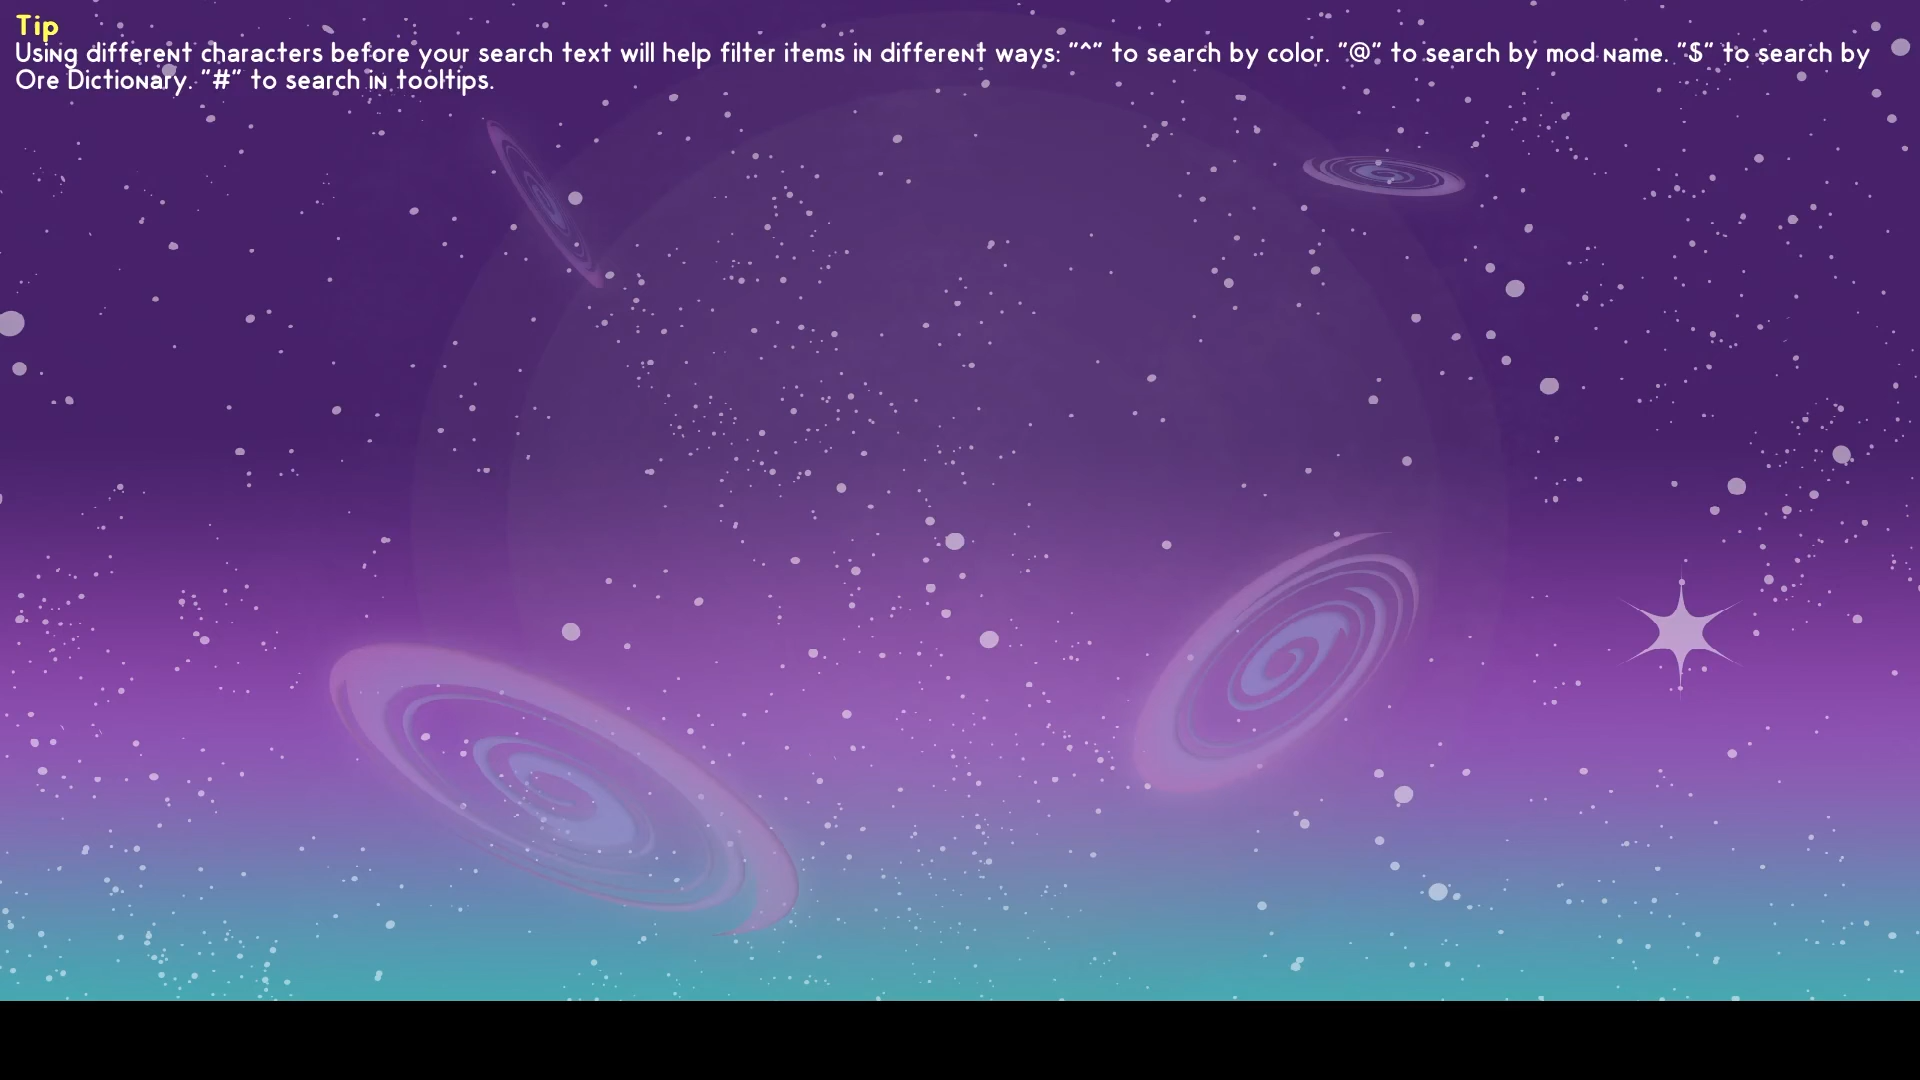 Tip
Using different characters before your search text will help filter items in different ways: "^" to search by color. "@" to search by mod name. "$" to search by
Ore Dictionary. "#" to search in tooltips.